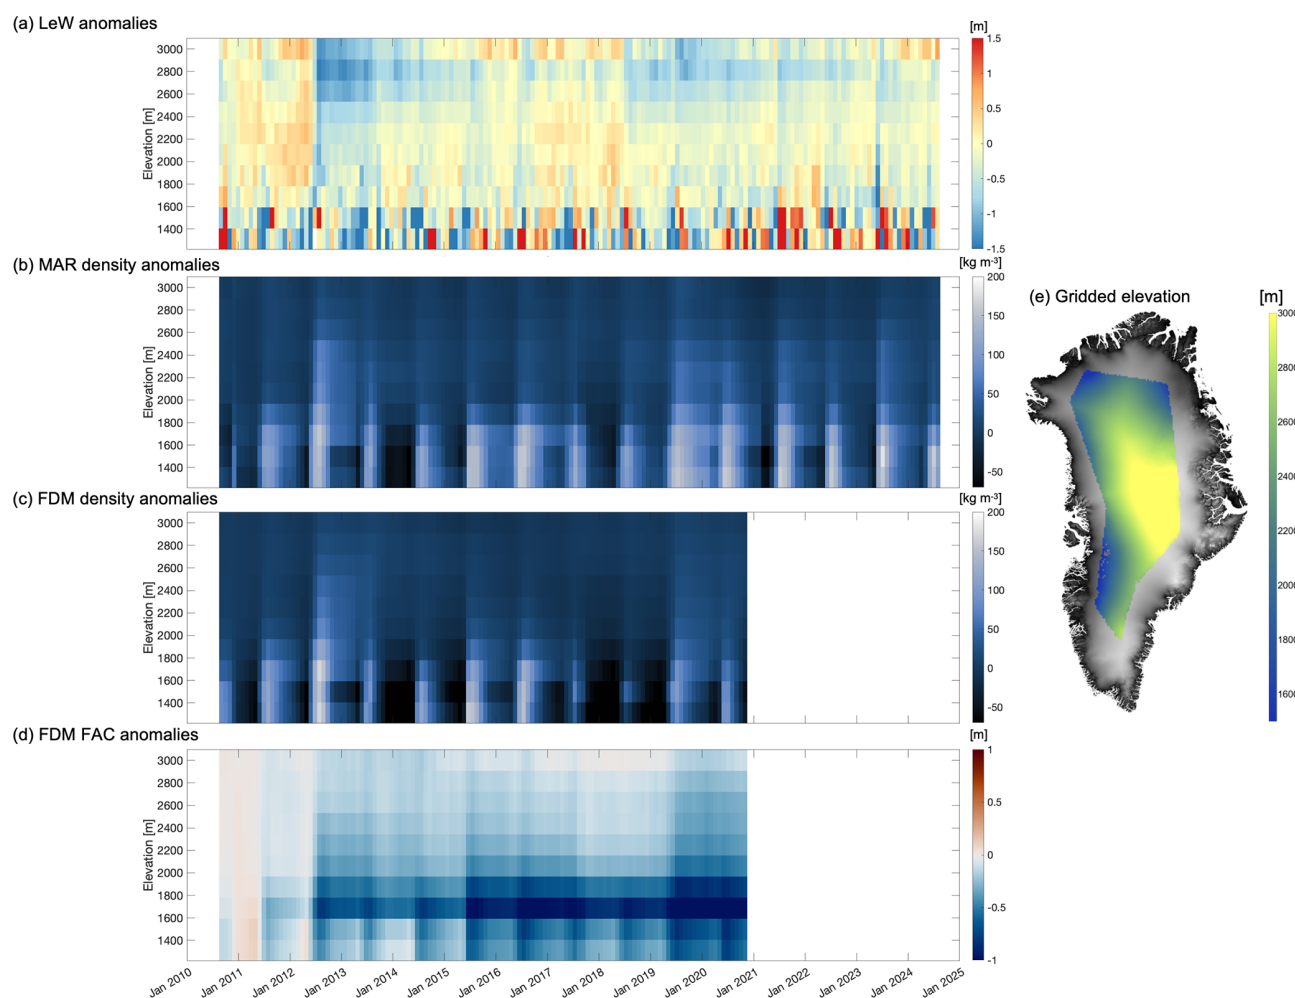 (a) LeW anomalies
[m]
3000
2800
2600
2400
2200
2000
1800
1600
1400
Elevation [m]
1.5
1
0.5
0
-0.5
-1
-1.5
(b) MAR density anomalies
[kg m-3]
3000
2800
2600
2400
2200
2000
1800
1600
1400
Elevation [m]
200
150
100
50
0
-50
(c) FDM density anomalies
[kg m-3]
3000
2800
2600
2400
2200
2000
1800
1600
1400
Elevation [m]
200
150
100
50
0
-50
(d) FDM FAC anomalies
[m]
3000
2800
2600
2400
2200
2000
1800
1600
1400
Elevation [m]
1
0.5
0
-0.5
-1
Jan 2010
Jan 2011
Jan 2012
Jan 2013
Jan 2014
Jan 2015
Jan 2016
Jan 2017
Jan 2018
Jan 2019
Jan 2020
Jan 2021
Jan 2022
Jan 2023
Jan 2024
Jan 2025
(e) Gridded elevation
[m]
3000
2800
2600
2400
2200
2000
1800
1600